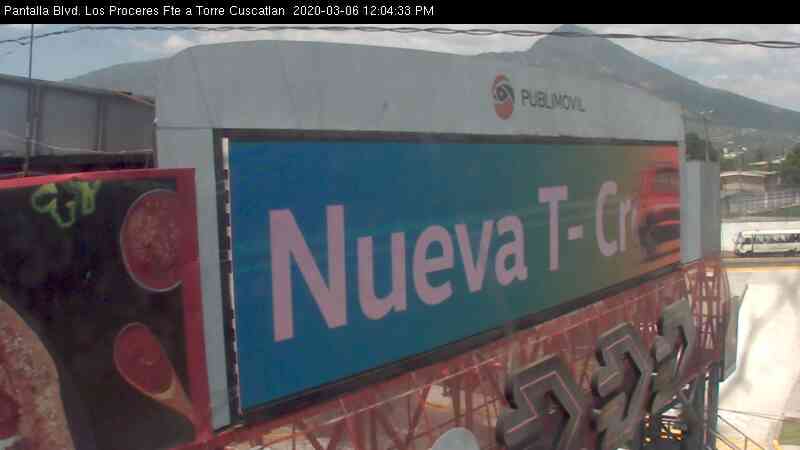 Pantalla Blvd. Los Proceres Fte a Torre Cuscatlan 2020-03-06 12:04:33 PM
PUBLIMOVIL
Nueva T- Cr